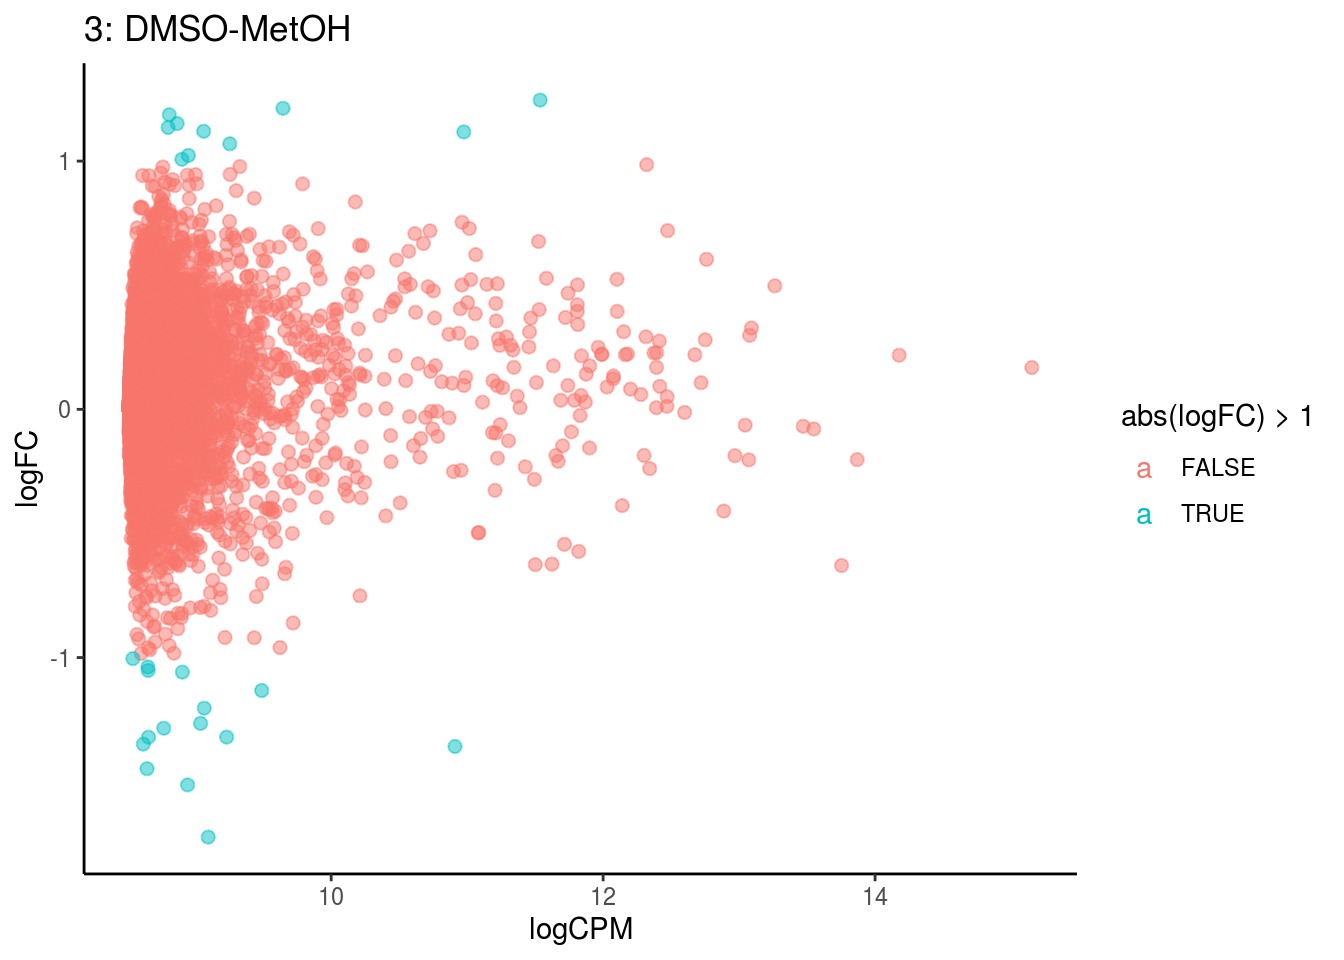 3: DMSO-MetOH
1
0
-1
logFC
10
12
14
logCPM
abs(logFC) > 1
a FALSE
a TRUE